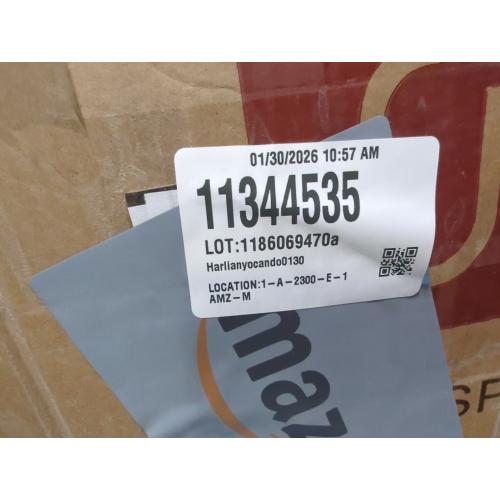 01/30/2026 10:57 AM
11344535
LOT:1186069470a
Harlianyocando0130
LOCATION:1-A-2300-E-1
AMZ-M
maz
SP